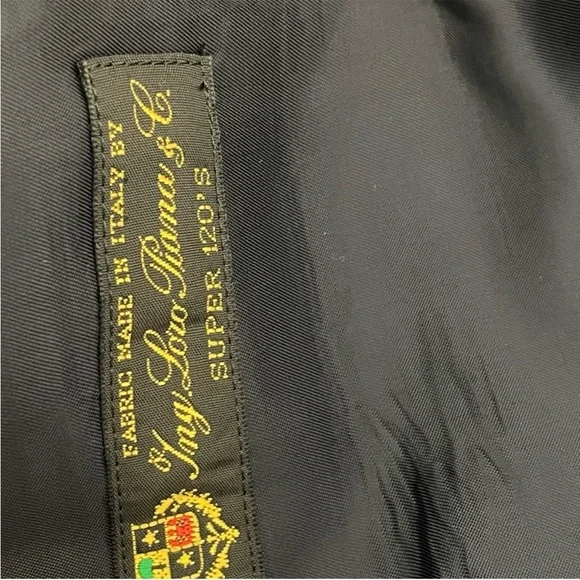 FABRIC MADE IN ITALY BY
Ing. Loro Piana & C.
SUPER 120'S